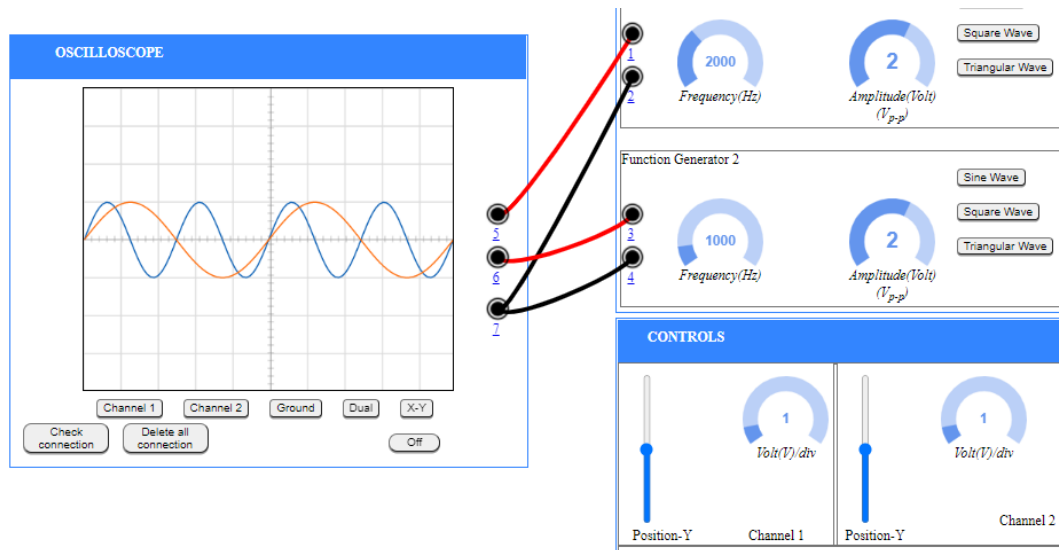 OSCILLOSCOPE
Channel 1 Channel 2 Ground Dual X-Y
Check
connection
Delete all
connection
Off
5
6
7
1
2
2000
Frequency(Hz)
2
Amplitude(Volt)
(Vp-p)
Square Wave
Triangular Wave
Function Generator 2
3
4
1000
Frequency(Hz)
2
Amplitude(Volt)
(Vp-p)
Sine Wave
Square Wave
Triangular Wave
CONTROLS
1
Volt(V)/div
Position-Y Channel 1
1
Volt(V)/div
Position-Y Channel 2